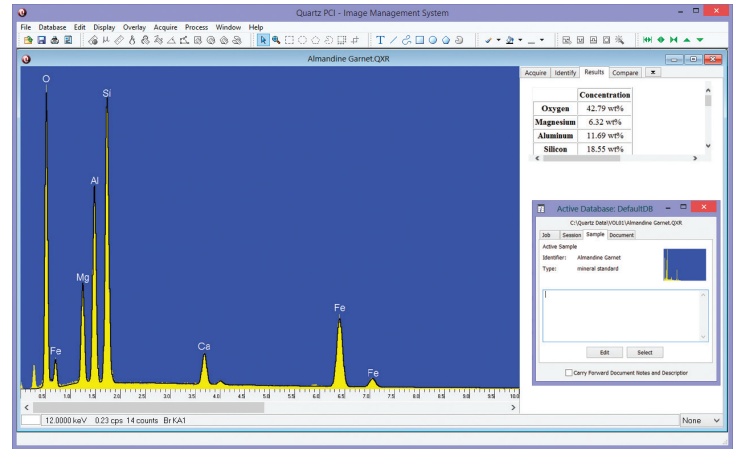 Quartz PCI - Image Management System
File Database Edit Display Overlay Acquire Process Window Help
Almandine Garnet.QXR
O
Si
Al
Mg
Fe
Ca
Fe
Fe
0.5 1.0 1.5 2.0 2.5 3.0 3.5 4.0 4.5 5.0 5.5 6.0 6.5 7.0 7.5 8.0 8.5 9.0 9.5 10.0
12.0000 keV 0.23 cps 14 counts Br KA1
None
Acquire Identify Results Compare x
Concentration
Oxygen 42.79 wt%
Magnesium 6.32 wt%
Aluminum 11.69 wt%
Silicon 18.55 wt%
Active Database: DefaultDB
C:\Quartz Data\VOL01\Almandine Garnet.QXR
Job Session Sample Document
Active Sample
Identifier: Almandine Garnet
Type: mineral standard
Edit Select
Carry Forward Document Notes and Descriptior